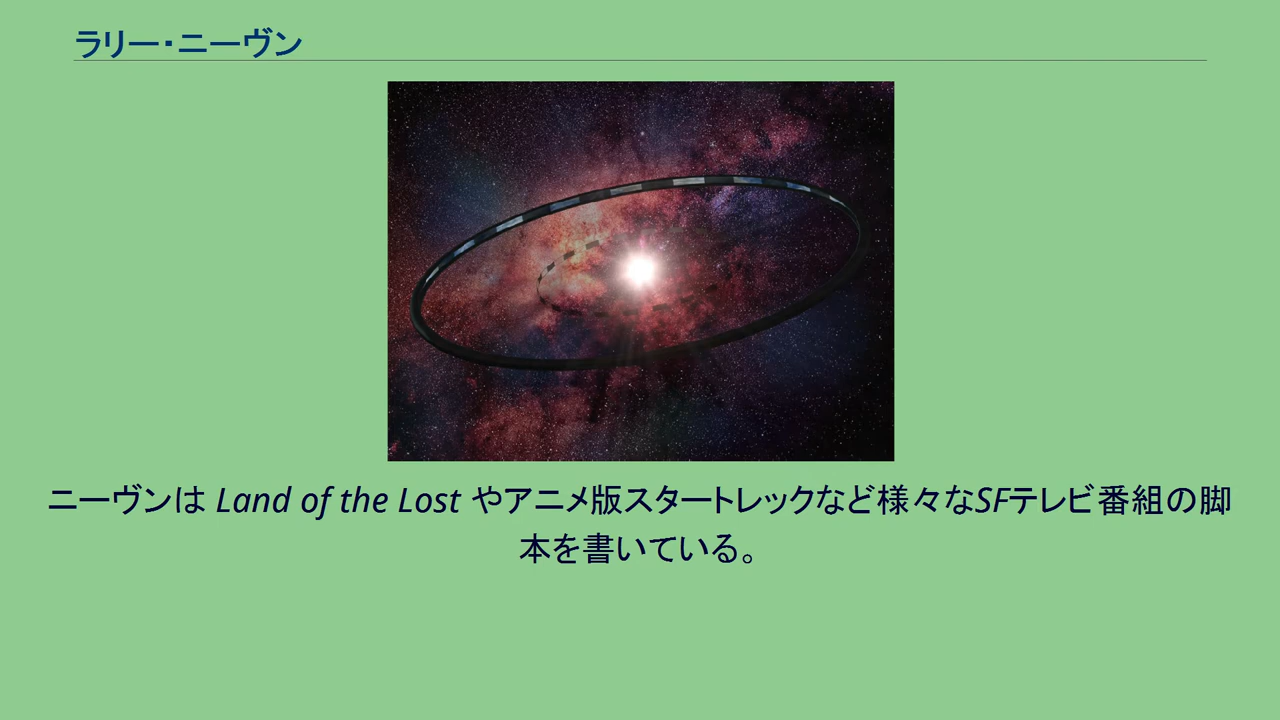 ラリー・ニーヴン
ニーヴンは Land of the Lost やアニメ版スタートレックなど様々なSFテレビ番組の脚
本を書いている。